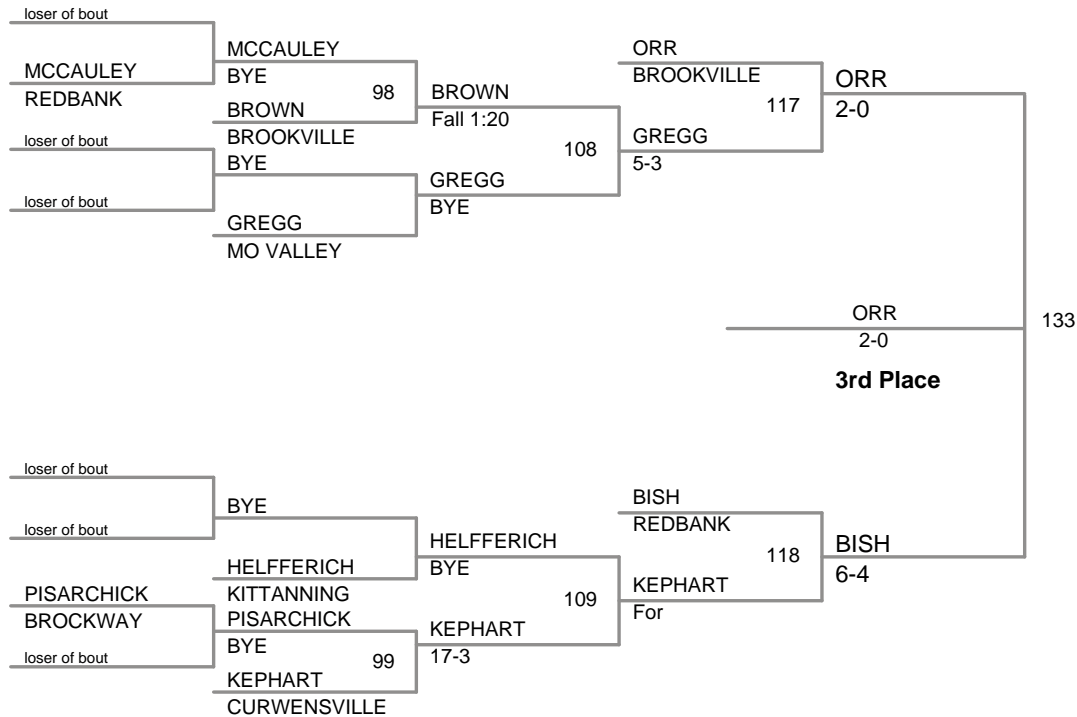 loser of bout
MCCAULEY
REDBANK
MCCAULEY
BYE
98
BROWN
BROOKVILLE
loser of bout
BYE
loser of bout
GREGG
MO VALLEY
BROWN
Fall 1:20
108
GREGG
BYE
ORR
BROOKVILLE
117
GREGG
5-3
ORR
2-0
ORR
2-0
133
3rd Place
loser of bout
BYE
loser of bout
HELFFERICH
KITTANNING
PISARCHICK
BROCKWAY
PISARCHICK
BYE
99
loser of bout
KEPHART
CURWENSVILLE
HELFFERICH
BYE
109
KEPHART
17-3
BISH
REDBANK
118
KEPHART
For
BISH
6-4